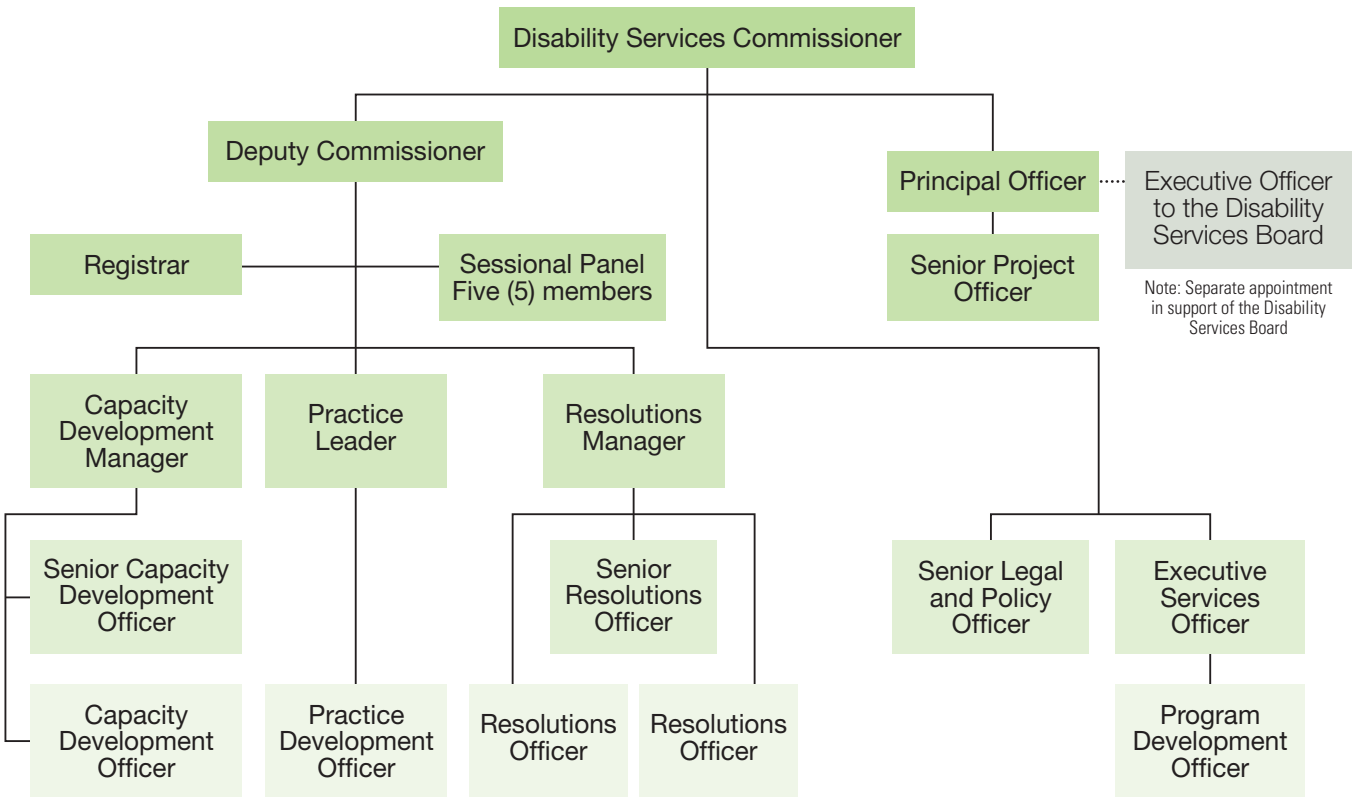 Disability Services Commissioner
Deputy Commissioner
Principal Officer
Executive Officer
to the Disability
Services Board
Note: Separate appointment
in support of the Disability
Services Board
Registrar
Sessional Panel
Five (5) members
Senior Project
Officer
Capacity
Development
Manager
Practice
Leader
Resolutions
Manager
Senior Capacity
Development
Officer
Senior
Resolutions
Officer
Senior Legal
and Policy
Officer
Executive
Services
Officer
Capacity
Development
Officer
Practice
Development
Officer
Resolutions
Officer
Resolutions
Officer
Program
Development
Officer